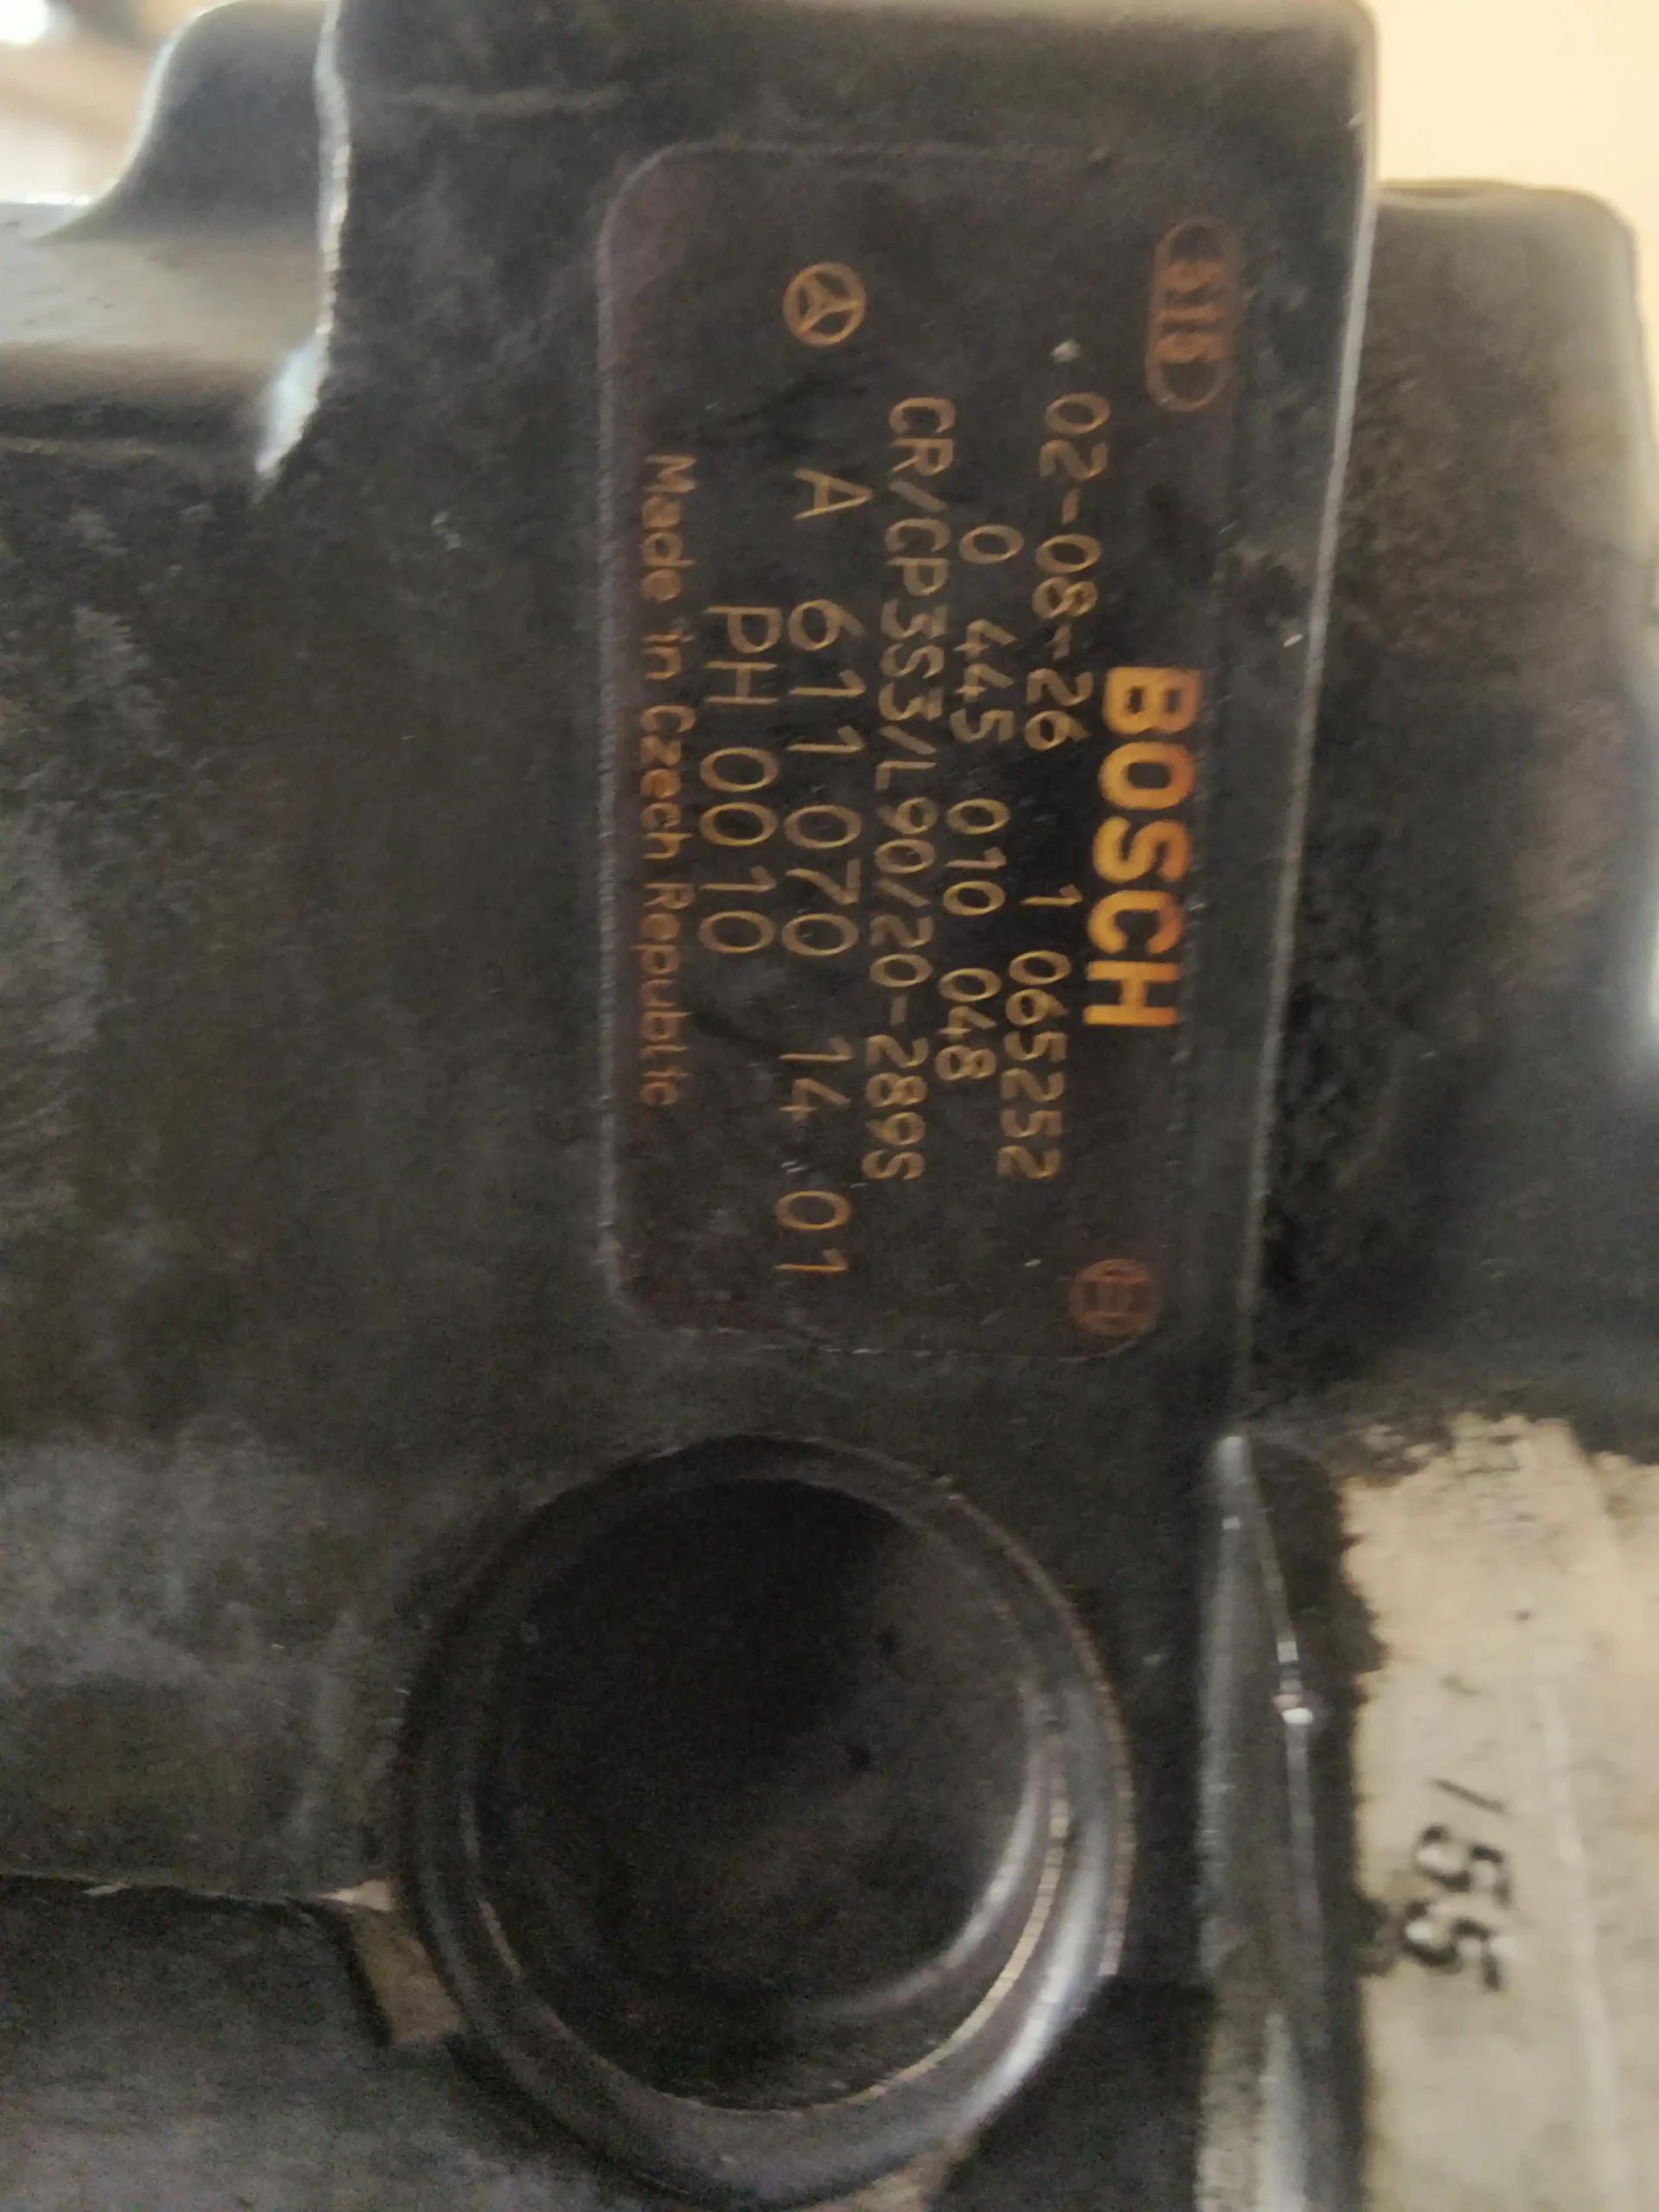 BOSCH
02-08-26 1 065252
0 445 010 048
CR/CP3S3/L90/20-289S
A 611 070 14 01
PH 0010
Made in Czech Republic
155